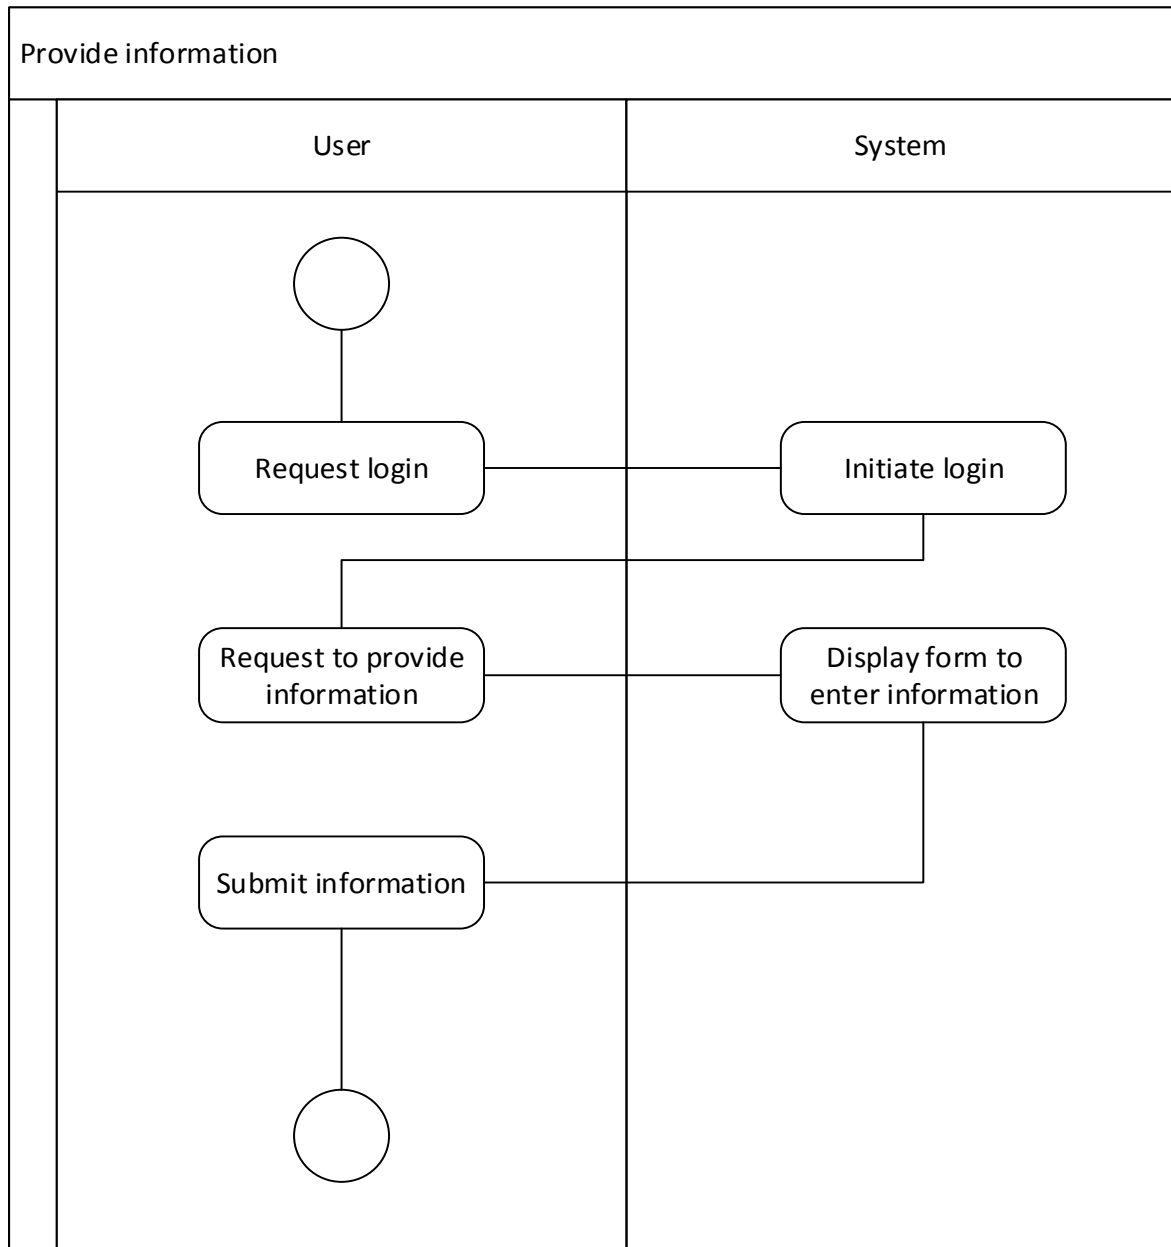 Provide information
User
System
Request login
Initiate login
Request to provide
information
Display form to
enter information
Submit information